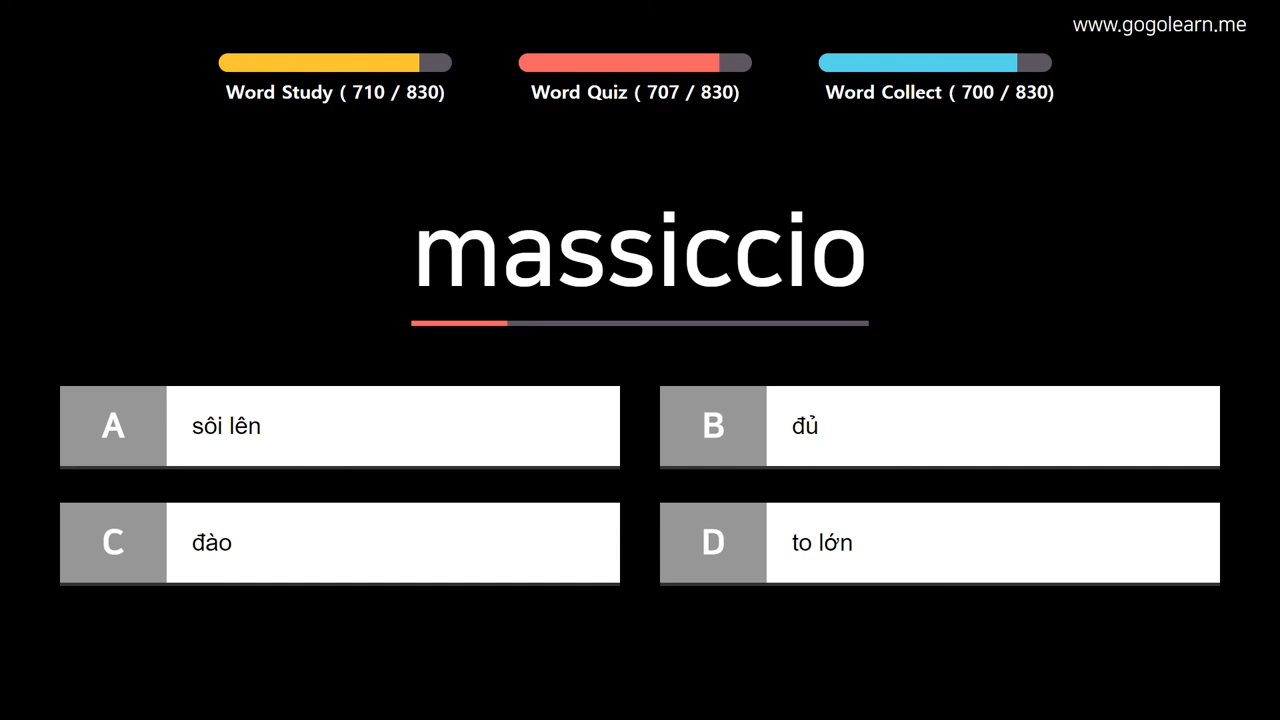 www.gogolearn.me
Word Study ( 710 / 830)
Word Quiz ( 707 / 830)
Word Collect ( 700 / 830)
massiccio
A sôi lên
B đủ
C đào
D to lớn